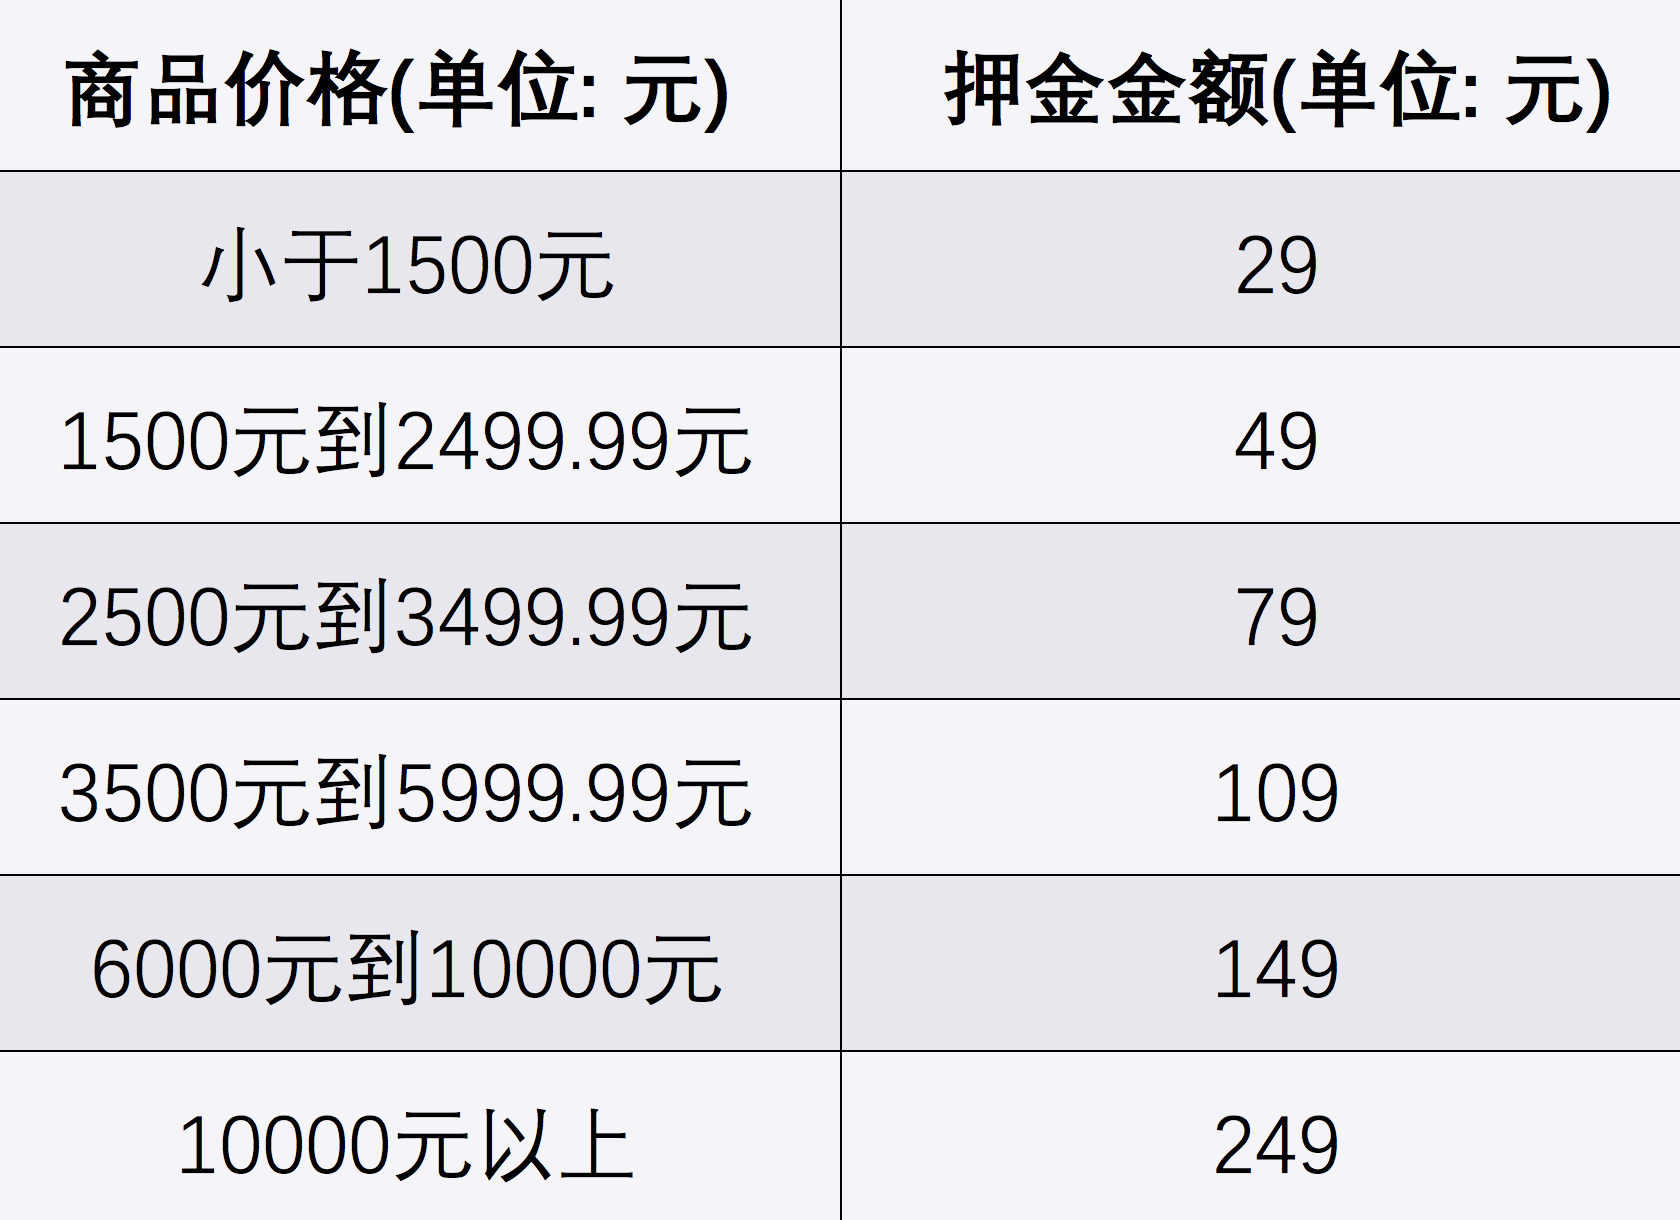 商品价格(单位: 元) 押金金额(单位: 元)
小于1500元 29
1500元到2499.99元 49
2500元到3499.99元 79
3500元到5999.99元 109
6000元到10000元 149
10000元以上 249